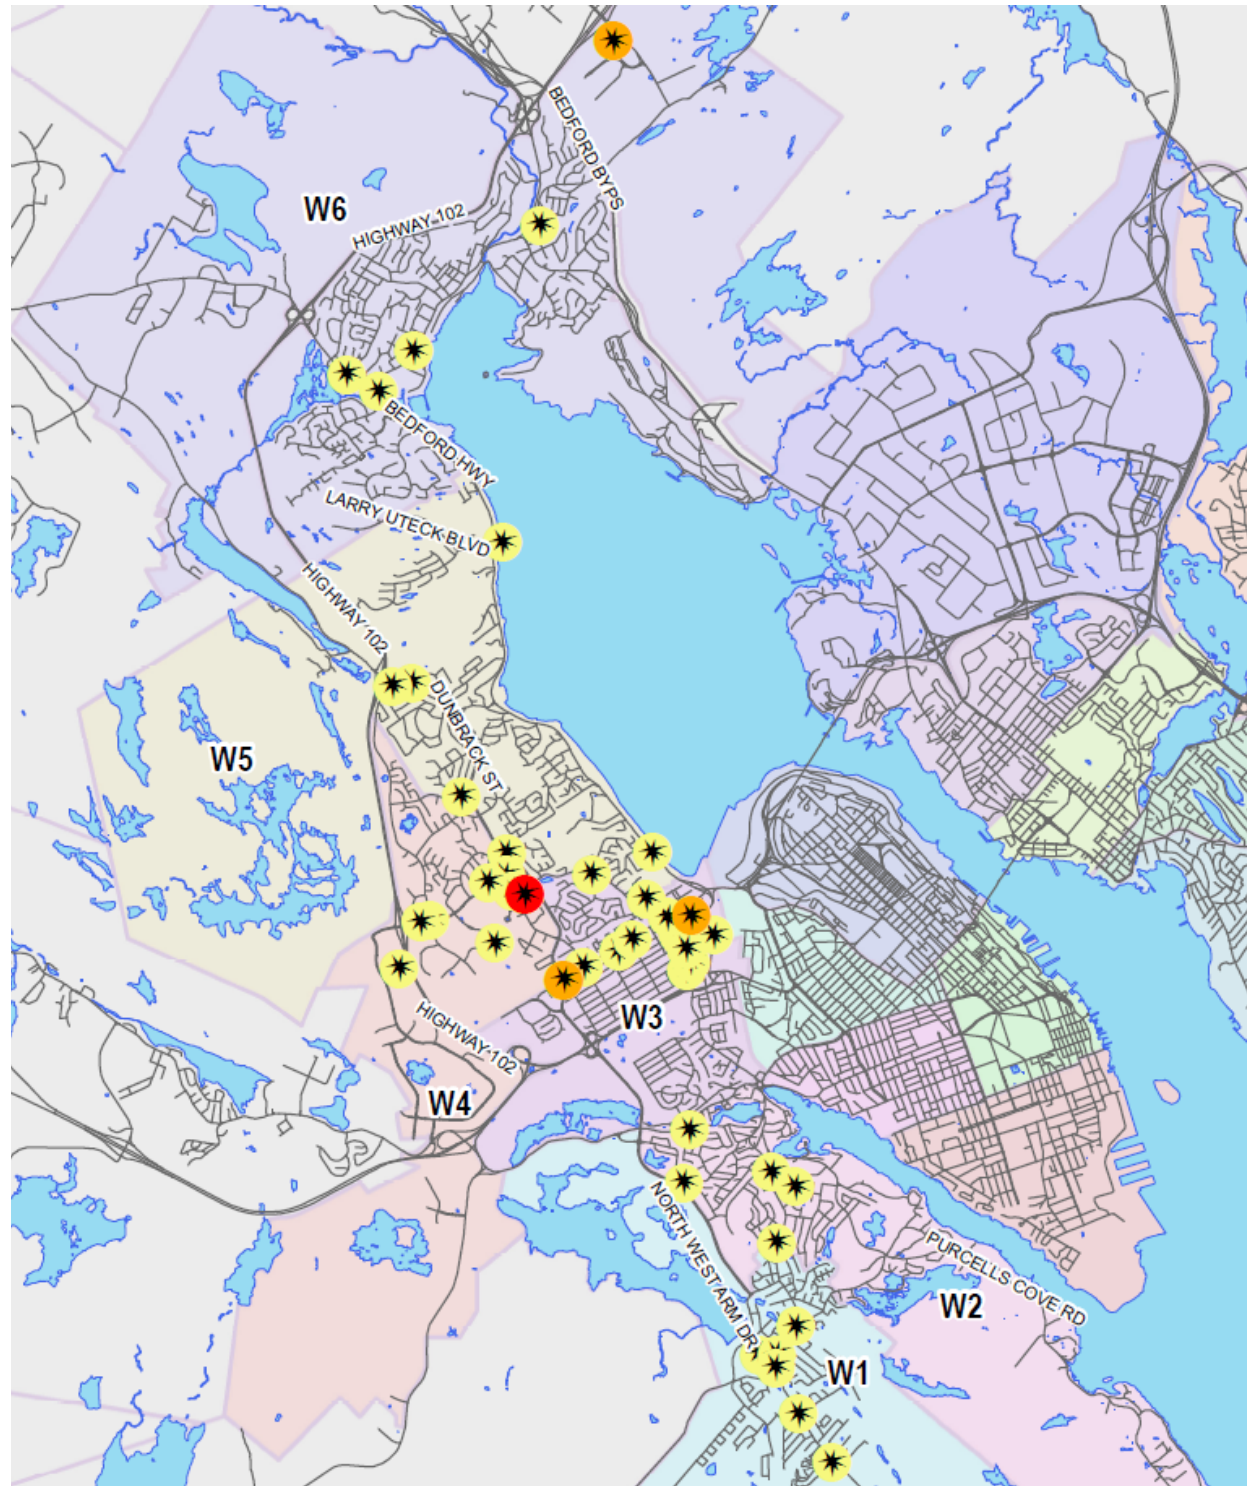 BEDFORD BYPS
W6
HIGHWAY 102
BEDFORD HWY
LARRY UTECK BLVD
HIGHWAY 102
DUNBRACK ST
W5
W3
HIGHWAY 102
W4
NORTH WEST ARM DR
PURCELLS COVE RD
W2
W1